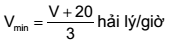 V_min = (V + 20)/3 hải lý/giờ